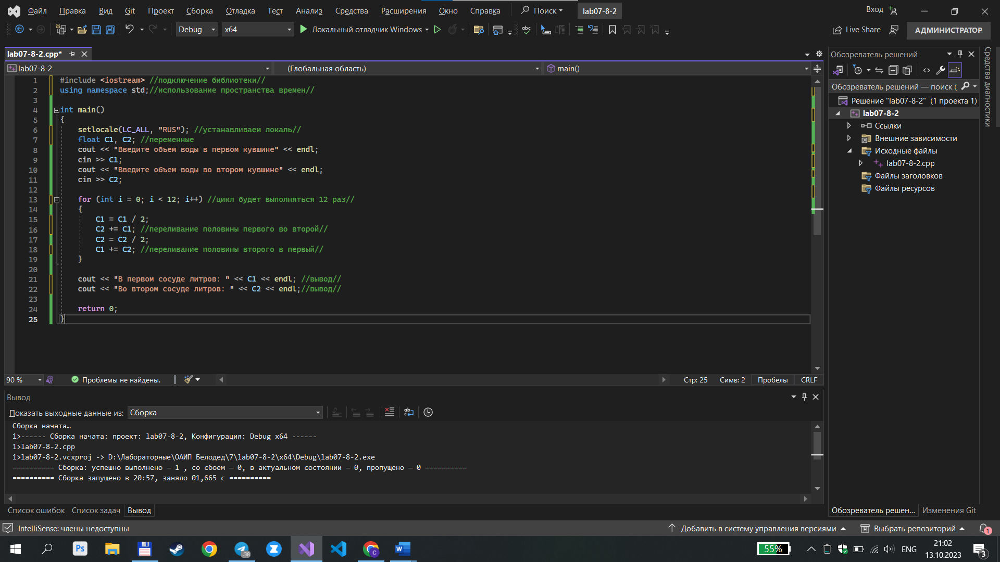 Файл Правка Вид Git Проект Сборка Отладка Тест Анализ Средства Расширения Окно Справка Поиск lab07-8-2 Вход
Debug x64 Локальный отладчик Windows Live Share АДМИНИСТРАТОР
lab07-8-2.cpp*
lab07-8-2 (Глобальная область) main()
1 #include <iostream> //подключение библиотеки//
2 using namespace std;//использование пространства времен//
3
4 int main()
5 {
6 setlocale(LC_ALL, "RUS"); //устанавливаем локаль//
7 float C1, C2; //переменные
8 cout << "Введите объем воды в первом кувшине" << endl;
9 cin >> C1;
10 cout << "Введите объем воды во втором кувшине" << endl;
11 cin >> C2;
12
13 for (int i = 0; i < 12; i++) //цикл будет выполняться 12 раз//
14 {
15 C1 = C1 / 2;
16 C2 += C1; //переливание половины первого во второй//
17 C2 = C2 / 2;
18 C1 += C2; //переливание половины второго в первый//
19 }
20
21 cout << "В первом сосуде литров: " << C1 << endl; //вывод//
22 cout << "Во втором сосуде литров: " << C2 << endl;//вывод//
23
24 return 0;
25 }
90 % Проблемы не найдены. Стр: 25 Симв: 2 Пробелы CRLF
Вывод
Показать выходные данные из: Сборка
Сборка начата…
1>------ Сборка начата: проект: lab07-8-2, Конфигурация: Debug x64 ------
1>lab07-8-2.cpp
1>lab07-8-2.vcxproj -> D:\Лабораторные\ОАИП Белодед\7\lab07-8-2\x64\Debug\lab07-8-2.exe
========== Сборка: успешно выполнено — 1 , со сбоем — 0, в актуальном состоянии — 0, пропущено — 0 ==========
========== Сборка запущено в 20:57, заняло 01,665 с ==========
Список ошибок Список задач Вывод
Обозреватель решений
Обозреватель решений — поиск (
Решение "lab07-8-2" (1 проекта 1)
lab07-8-2
Ссылки
Внешние зависимости
Исходные файлы
lab07-8-2.cpp
Файлы заголовков
Файлы ресурсов
Обозреватель решен... Изменения Git
Средства диагностики
IntelliSense: члены недоступны Добавить в систему управления версиями Выбрать репозиторий 1
Ps ..38 C W 55% ENG 21:02 3
13.10.2023